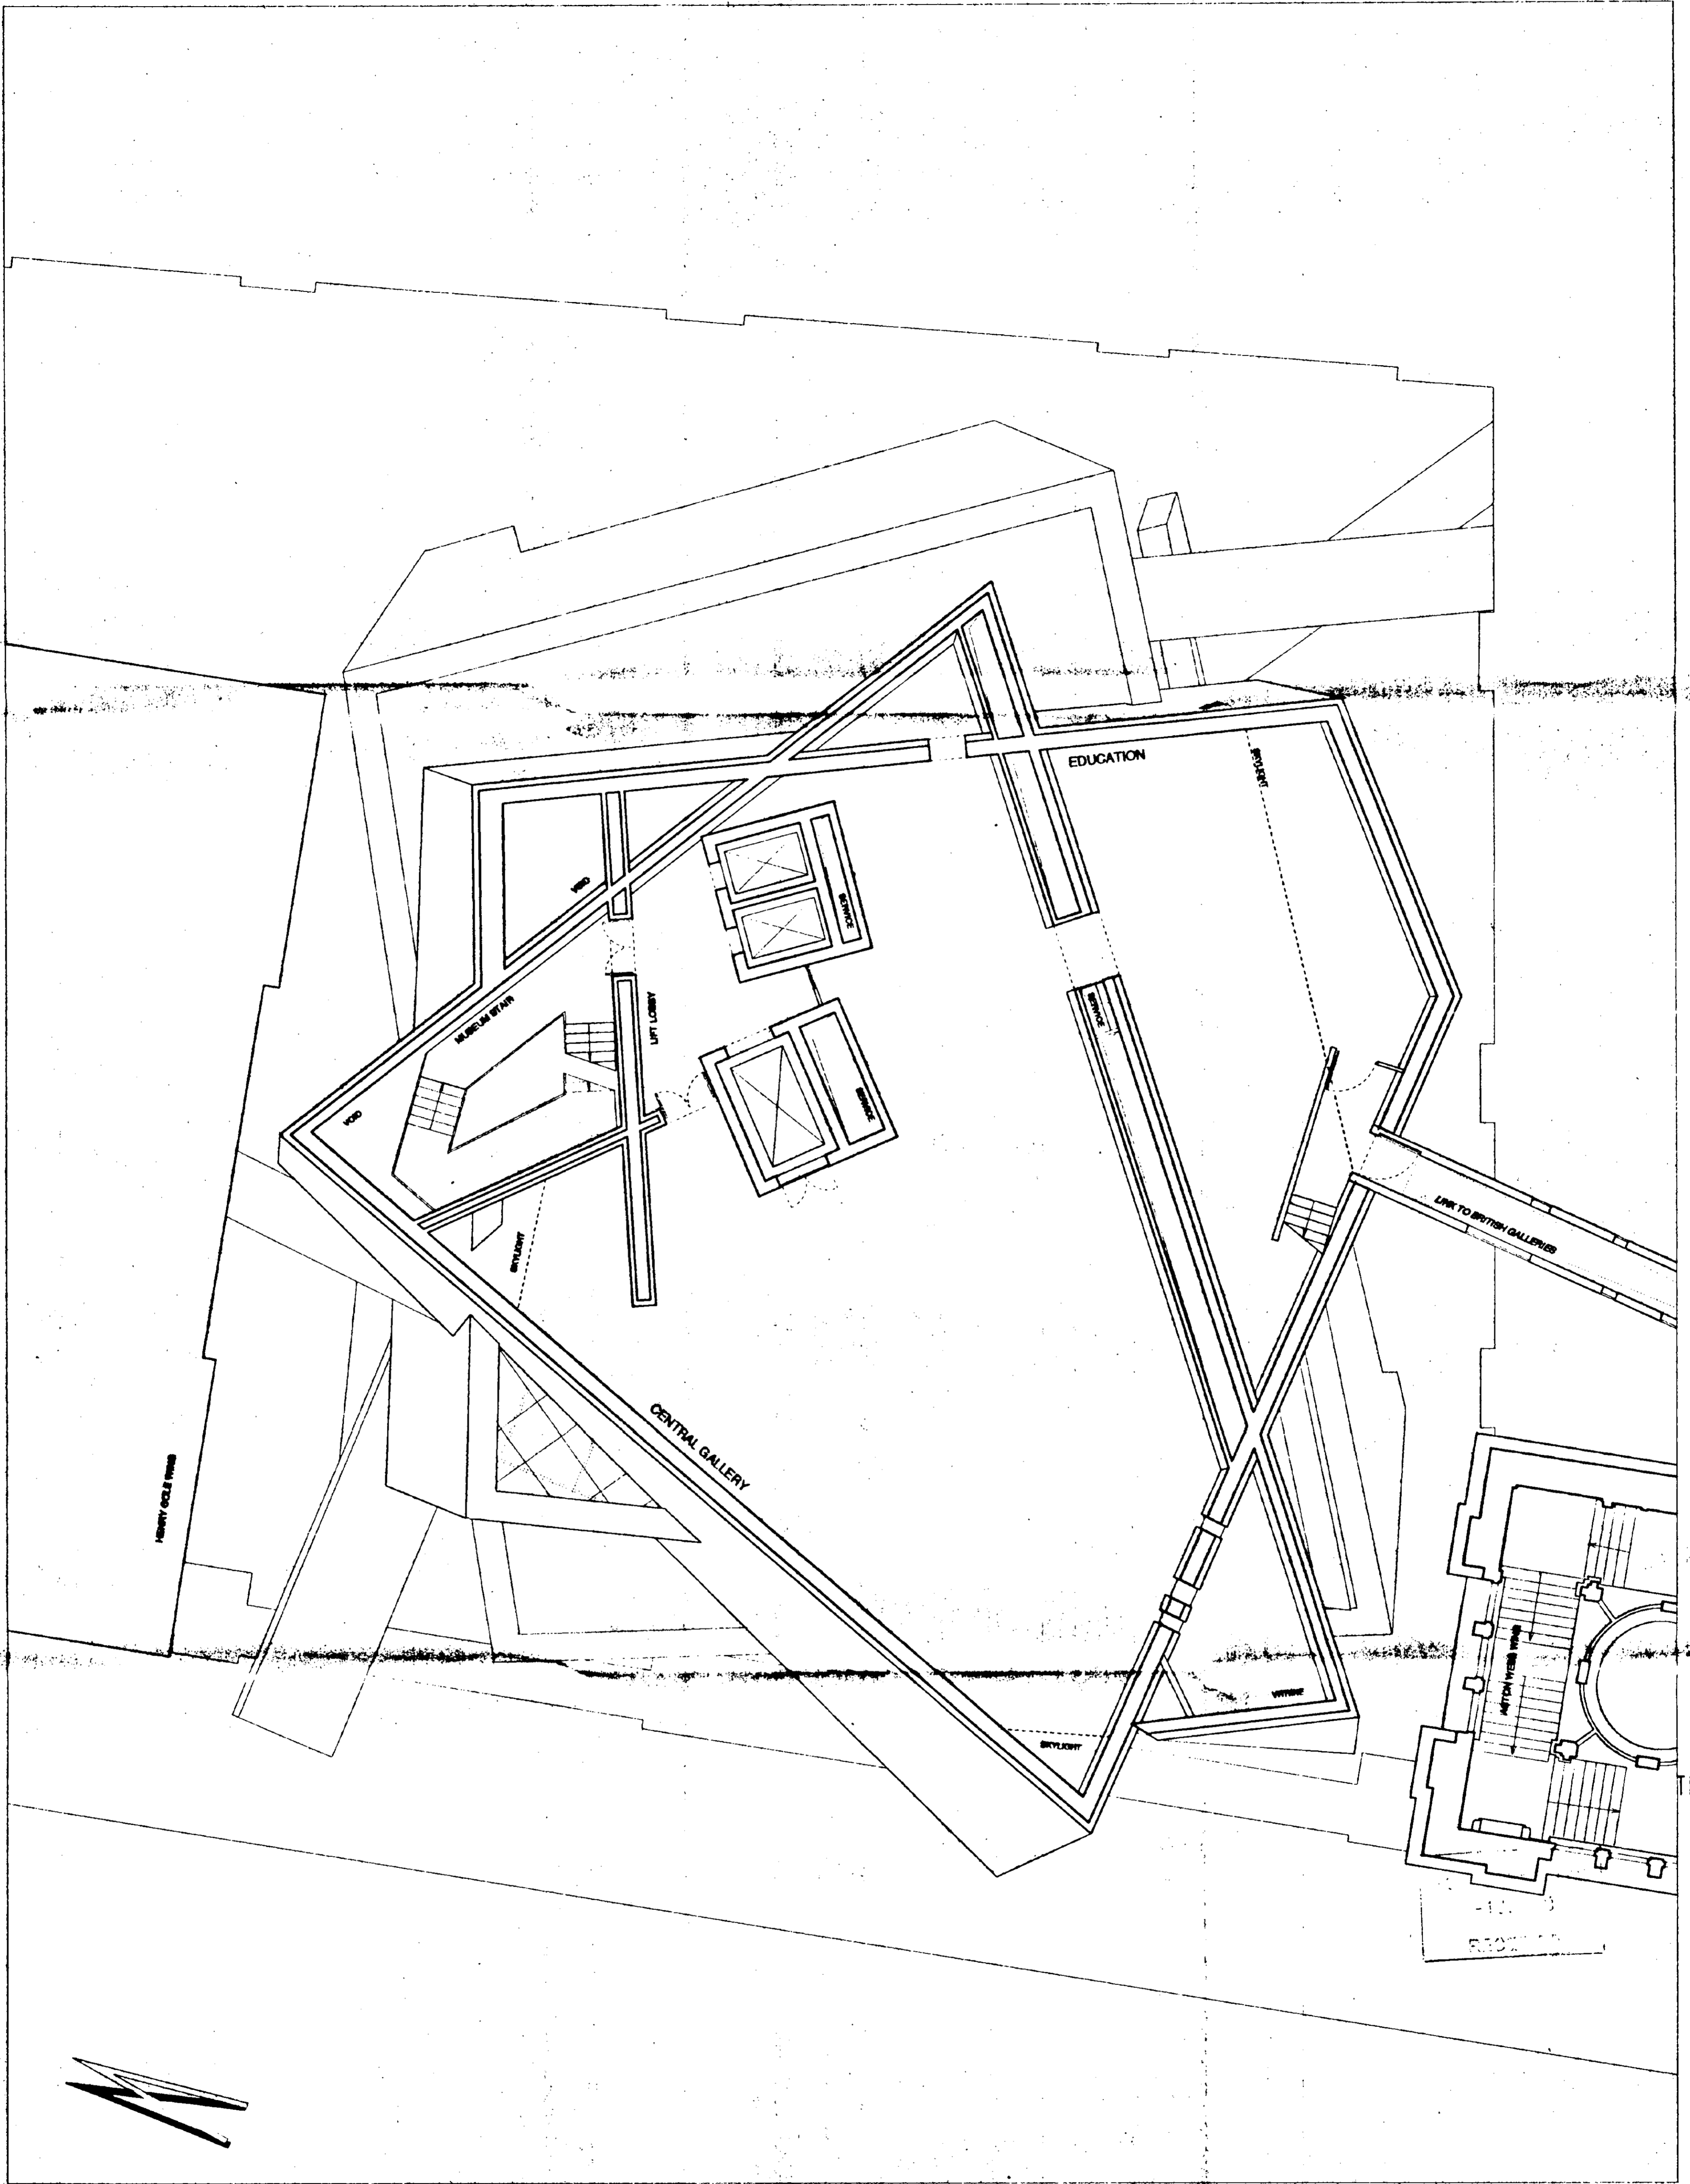 EDUCATION
SKYLIGHT
VOID
SERVICE
MUSEUM STAIR
LIFT LOBBY
SERVICE
VOID
SERVICE
LINK TO BRITISH GALLERIES
SKYLIGHT
CENTRAL GALLERY
HENRY COLE WING
ASTON WEBB WING
VITRINE
SKYLIGHT